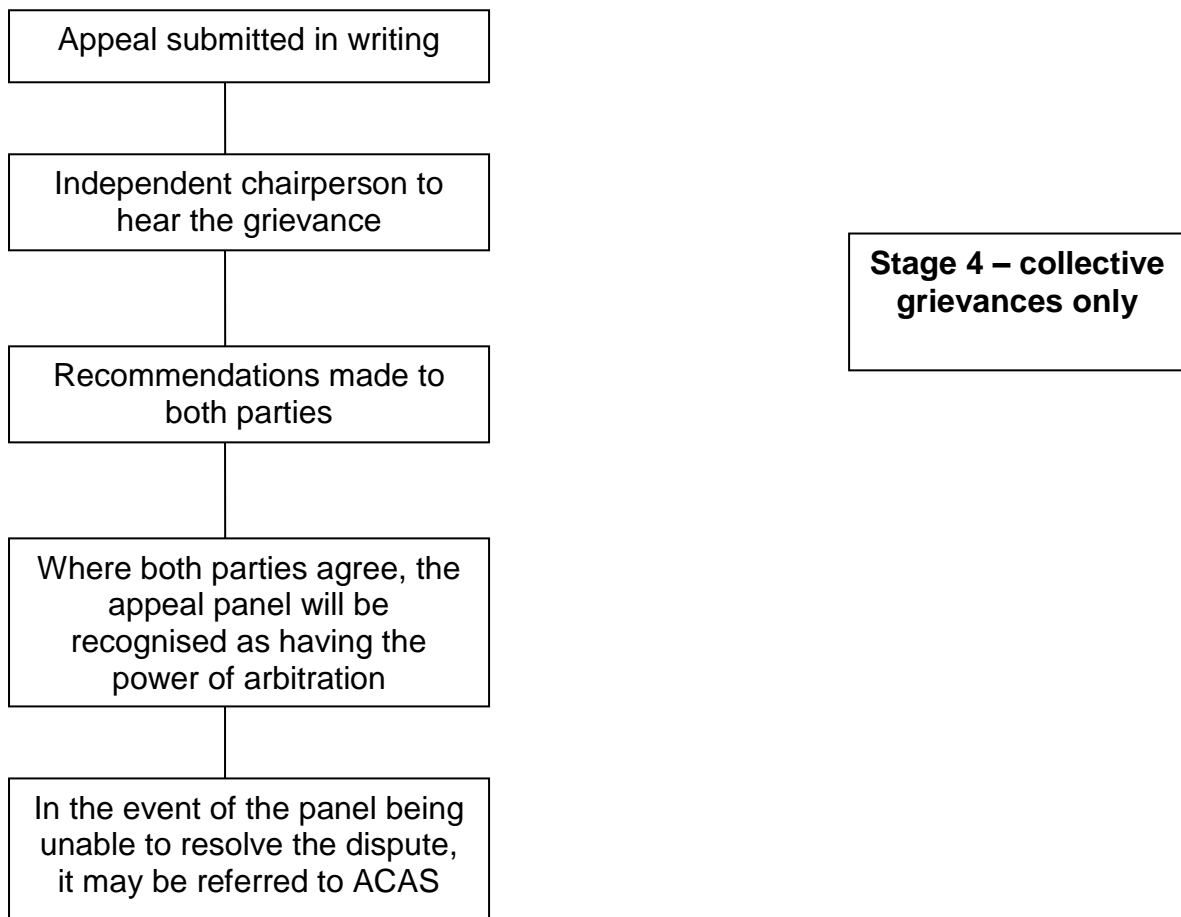 Appeal submitted in writing
Independent chairperson to
hear the grievance
Stage 4 – collective
grievances only
Recommendations made to
both parties
Where both parties agree, the
appeal panel will be
recognised as having the
power of arbitration
In the event of the panel being
unable to resolve the dispute,
it may be referred to ACAS